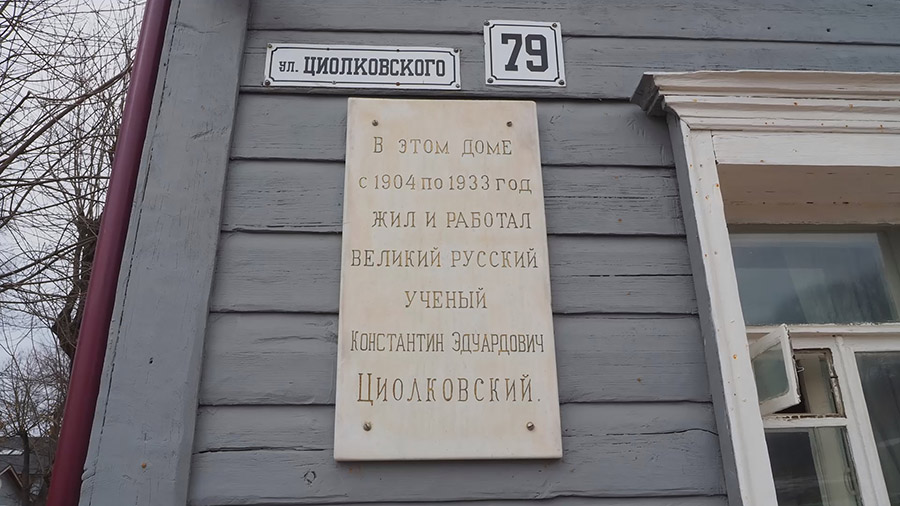 ул. ЦИОЛКОВСКОГО
79
В ЭТОМ ДОМЕ
С 1904 ПО 1933 ГОД
ЖИЛ И РАБОТАЛ
ВЕЛИКИЙ РУССКИЙ
УЧЕНЫЙ
КОНСТАНТИН ЭДУАРДОВИЧ
ЦИОЛКОВСКИЙ.